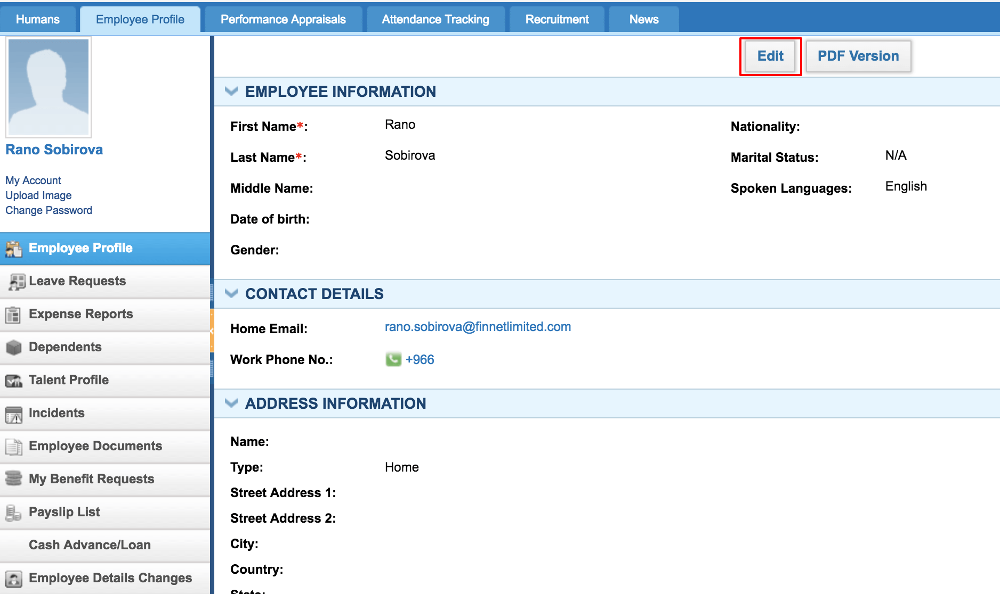 Humans
Employee Profile
Performance Appraisals
Attendance Tracking
Recruitment
News
Rano Sobirova
My Account
Upload Image
Change Password
Employee Profile
Leave Requests
Expense Reports
Dependents
Talent Profile
Incidents
Employee Documents
My Benefit Requests
Payslip List
Cash Advance/Loan
Employee Details Changes
Edit
PDF Version
EMPLOYEE INFORMATION
First Name*: Rano
Last Name*: Sobirova
Middle Name:
Date of birth:
Gender:
Nationality:
Marital Status: N/A
Spoken Languages: English
CONTACT DETAILS
Home Email: rano.sobirova@finnetlimited.com
Work Phone No.: +966
ADDRESS INFORMATION
Name:
Type: Home
Street Address 1:
Street Address 2:
City:
Country:
State: